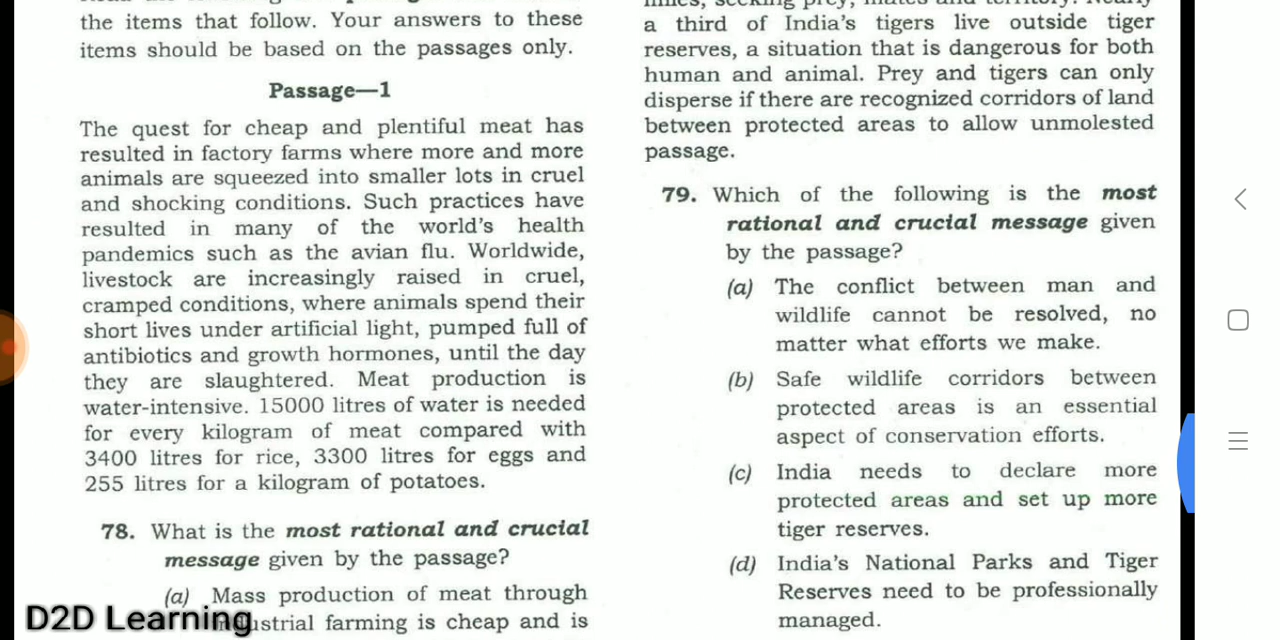 the items that follow. Your answers to these
items should be based on the passages only.
Passage—1
The quest for cheap and plentiful meat has
resulted in factory farms where more and more
animals are squeezed into smaller lots in cruel
and shocking conditions. Such practices have
resulted in many of the world's health
pandemics such as the avian flu. Worldwide,
livestock are increasingly raised in cruel,
cramped conditions, where animals spend their
short lives under artificial light, pumped full of
antibiotics and growth hormones, until the day
they are slaughtered. Meat production is
water-intensive. 15000 litres of water is needed
for every kilogram of meat compared with
3400 litres for rice, 3300 litres for eggs and
255 litres for a kilogram of potatoes.
78. What is the most rational and crucial
message given by the passage?
(a) Mass production of meat through
industrial farming is cheap and is
D2D Learning
miles, seeking prey, mates and territory. Nearly
a third of India's tigers live outside tiger
reserves, a situation that is dangerous for both
human and animal. Prey and tigers can only
disperse if there are recognized corridors of land
between protected areas to allow unmolested
passage.
79. Which of the following is the most
rational and crucial message given
by the passage?
(a) The conflict between man and
wildlife cannot be resolved, no
matter what efforts we make.
(b) Safe wildlife corridors between
protected areas is an essential
aspect of conservation efforts.
(c) India needs to declare more
protected areas and set up more
tiger reserves.
(d) India's National Parks and Tiger
Reserves need to be professionally
managed.